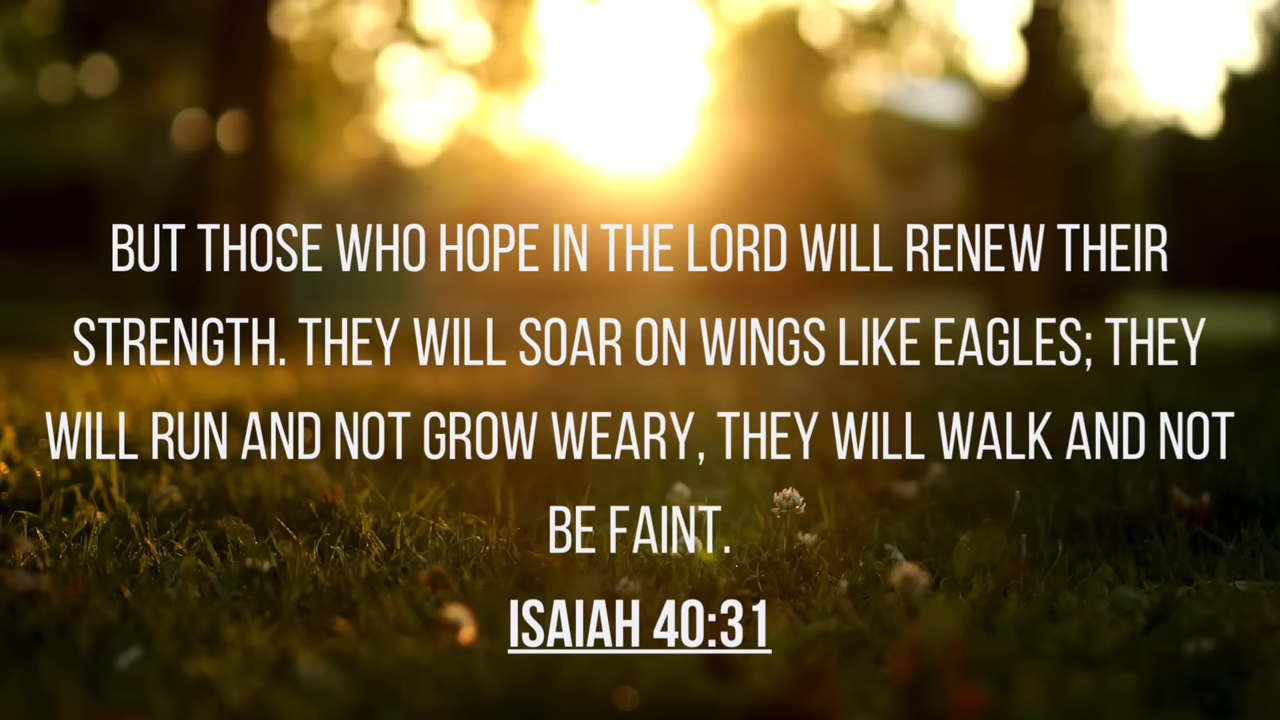 BUT THOSE WHO HOPE IN THE LORD WILL RENEW THEIR
STRENGTH. THEY WILL SOAR ON WINGS LIKE EAGLES; THEY
WILL RUN AND NOT GROW WEARY, THEY WILL WALK AND NOT
BE FAINT.
ISAIAH 40:31